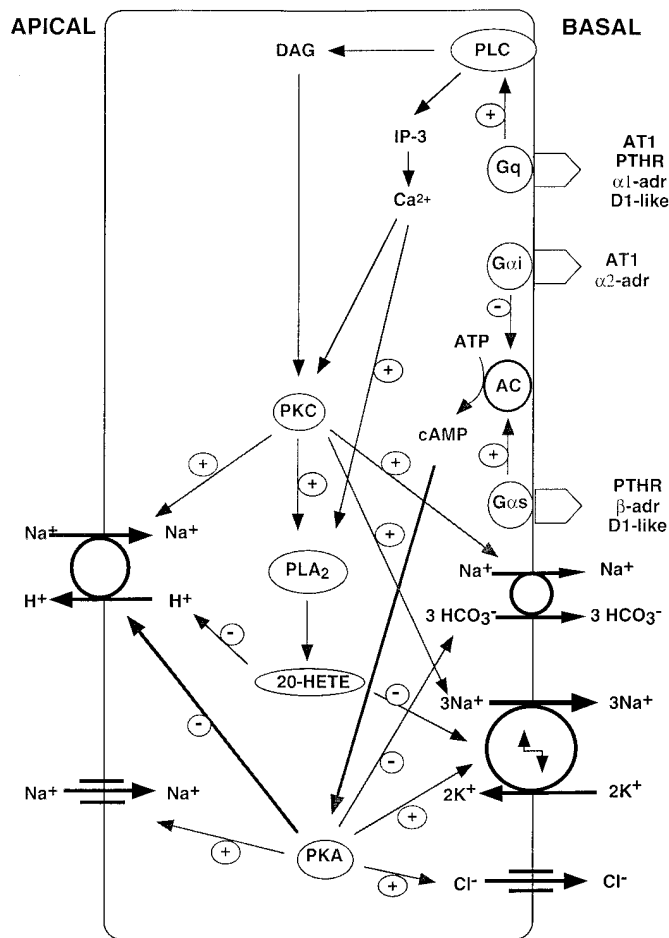 APICAL
BASAL
DAG
PLC
+
IP-3
Gq
AT1
PTHR
α1-adr
D1-like
Ca²⁺
Gαi
AT1
α2-adr
-
ATP
AC
+
PKC
cAMP
+
Gαs
PTHR
β-adr
D1-like
+
+
+
+
Na⁺
Na⁺
PLA₂
Na⁺
Na⁺
H⁺
H⁺
3 HCO₃⁻
3 HCO₃⁻
-
20-HETE
-
3Na⁺
3Na⁺
-
-
Na⁺
Na⁺
2K⁺
2K⁺
+
+
PKA
+
Cl⁻
Cl⁻